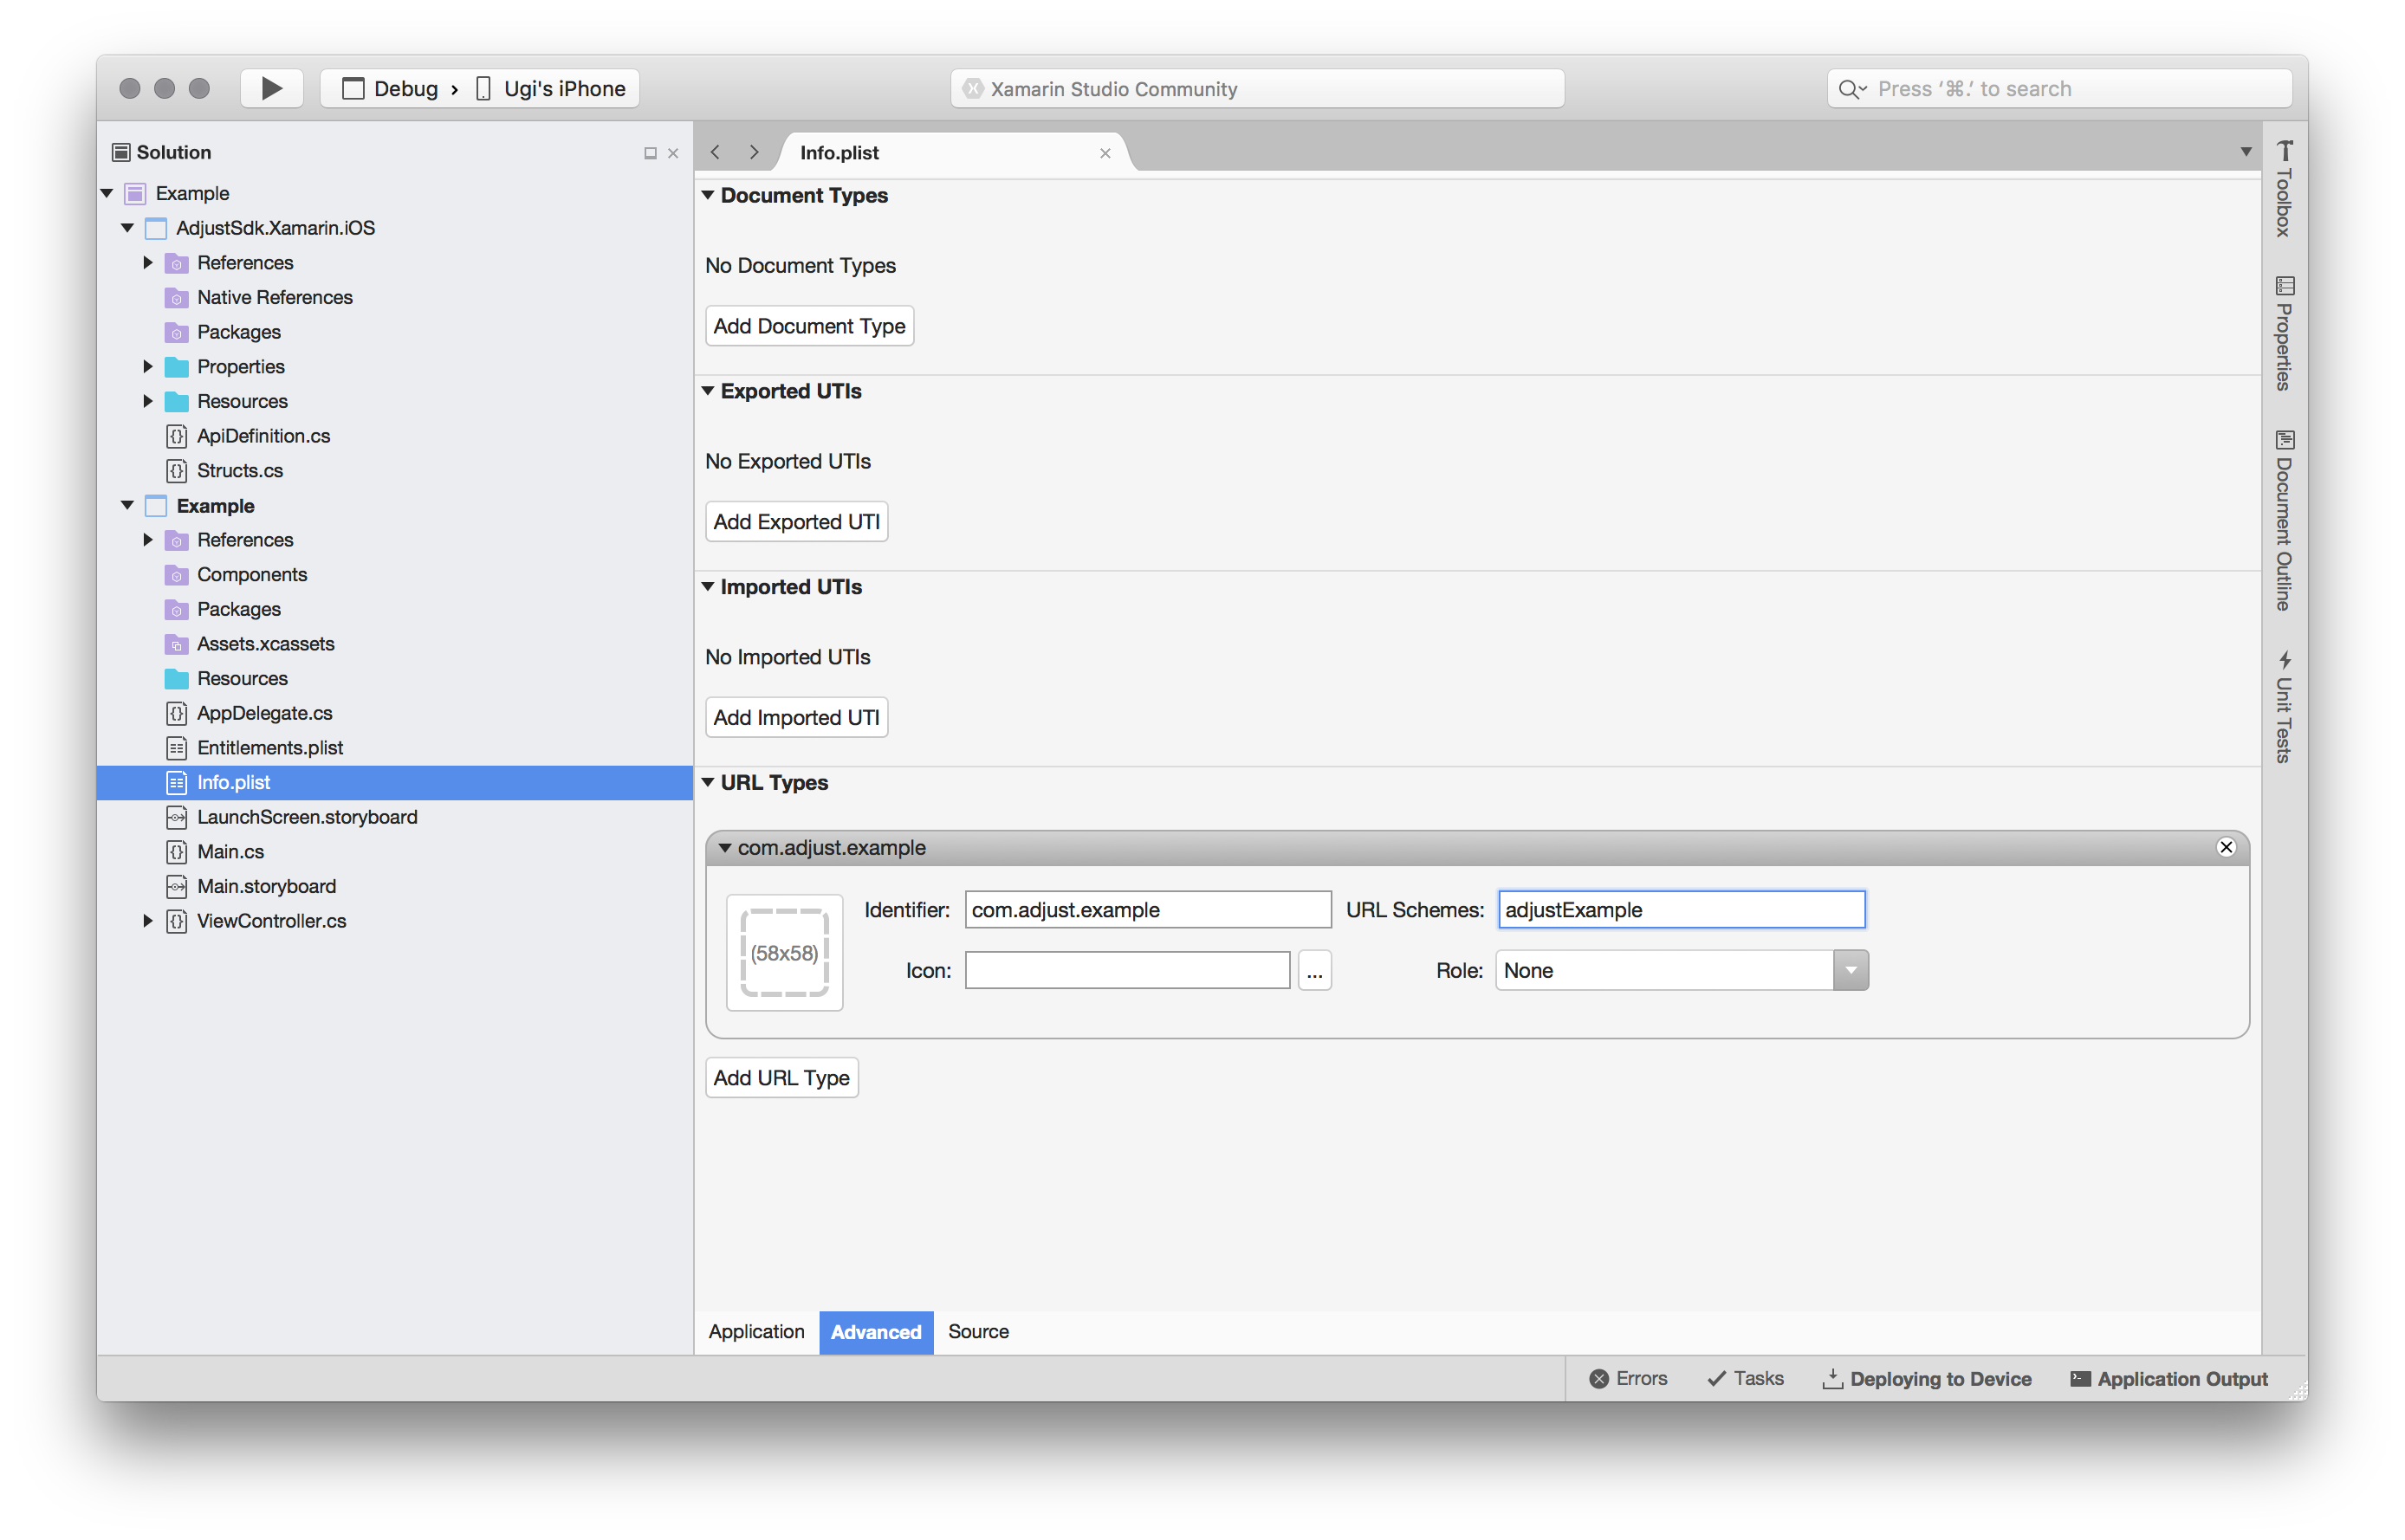 Debug › Ugi's iPhone
Xamarin Studio Community
Press ‘⌘.’ to search
Solution
Example
AdjustSdk.Xamarin.iOS
References
Native References
Packages
Properties
Resources
ApiDefinition.cs
Structs.cs
Example
References
Components
Packages
Assets.xcassets
Resources
AppDelegate.cs
Entitlements.plist
Info.plist
LaunchScreen.storyboard
Main.cs
Main.storyboard
ViewController.cs
Info.plist
Document Types
No Document Types
Add Document Type
Exported UTIs
No Exported UTIs
Add Exported UTI
Imported UTIs
No Imported UTIs
Add Imported UTI
URL Types
com.adjust.example
(58x58)
Identifier: com.adjust.example URL Schemes: adjustExample
Icon: ... Role: None
Add URL Type
Application Advanced Source
Toolbox
Properties
Document Outline
Unit Tests
Errors Tasks Deploying to Device Application Output